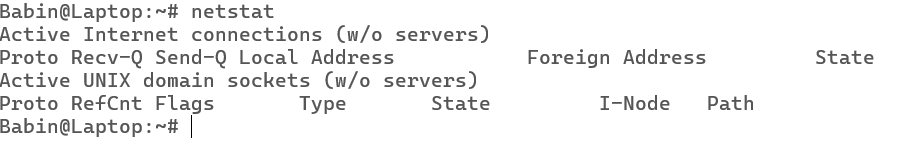 Babin@Laptop:~# netstat
Active Internet connections (w/o servers)
Proto Recv-Q Send-Q Local Address           Foreign Address         State
Active UNIX domain sockets (w/o servers)
Proto RefCnt Flags       Type       State         I-Node   Path
Babin@Laptop:~#